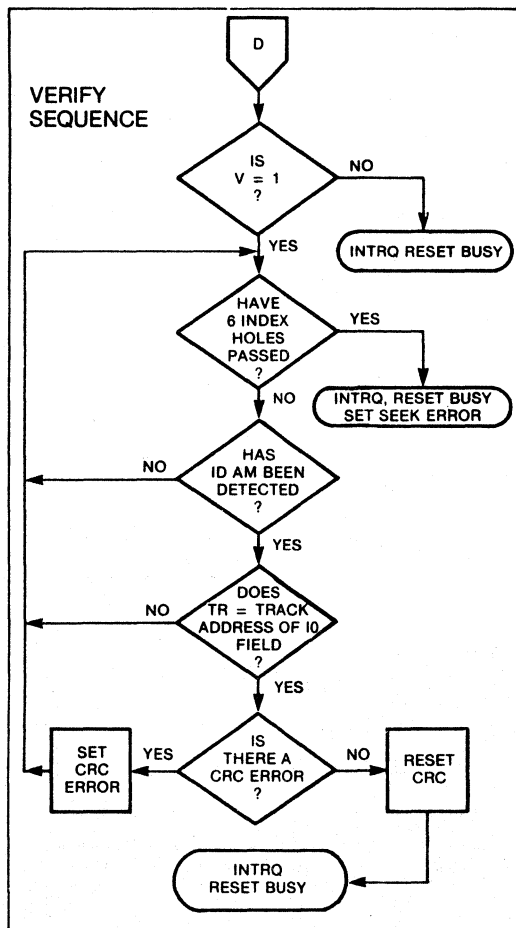 D
VERIFY
SEQUENCE
IS
V = 1
?
NO
YES
INTRQ RESET BUSY
HAVE
6 INDEX
HOLES
PASSED
?
YES
NO
INTRQ, RESET BUSY
SET SEEK ERROR
HAS
ID AM BEEN
DETECTED
?
NO
YES
DOES
TR = TRACK
ADDRESS OF IO
FIELD
?
NO
YES
IS
THERE A
CRC ERROR
?
YES
NO
SET
CRC
ERROR
RESET
CRC
INTRQ
RESET BUSY